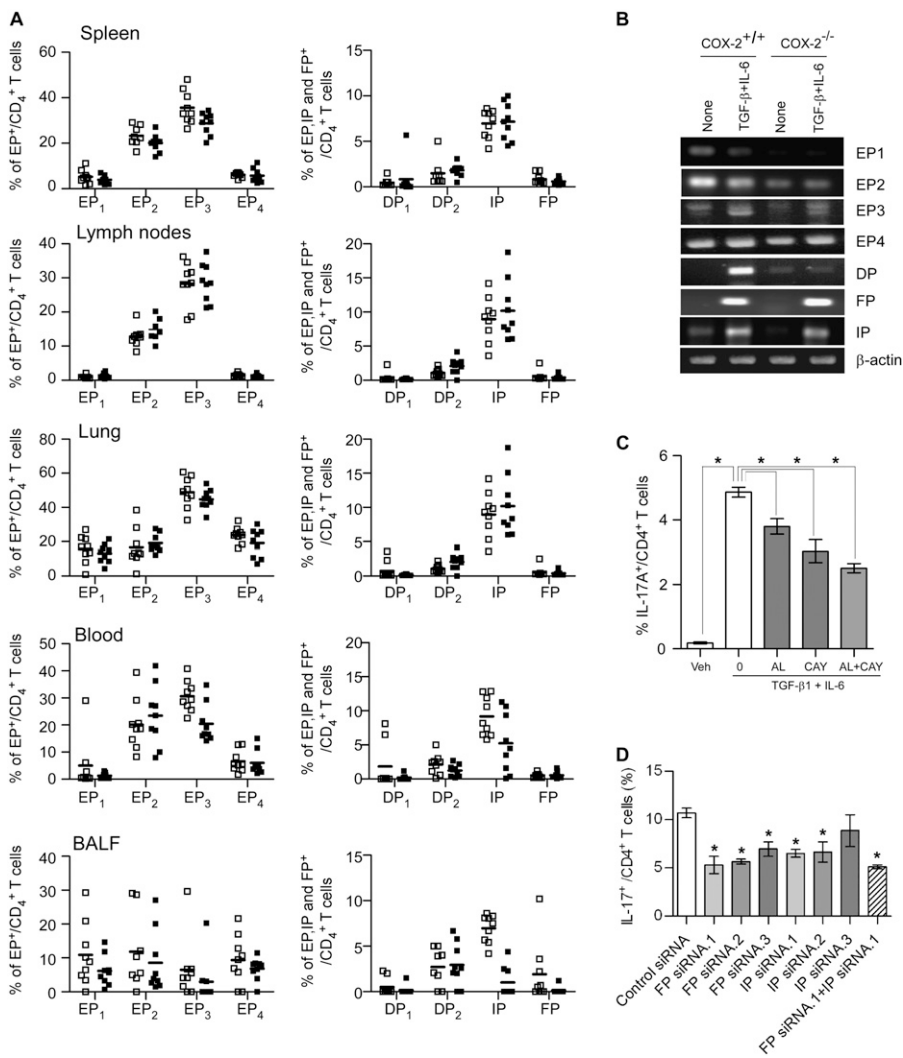 A
Spleen
% of EP⁺/CD₄⁺ T cells
60
40
20
0
EP₁ EP₂ EP₃ EP₄
% of EP,IP and FP⁺
/CD₄⁺ T cells
15
10
5
0
DP₁ DP₂ IP FP
Lymph nodes
% of EP⁺/CD₄⁺ T cells
40
30
20
10
0
EP₁ EP₂ EP₃ EP₄
% of EP,IP and FP⁺
/CD₄⁺ T cells
20
15
10
5
0
DP₁ DP₂ IP FP
Lung
% of EP⁺/CD₄⁺ T cells
80
60
40
20
0
EP₁ EP₂ EP₃ EP₄
% of EP,IP and FP⁺
/CD₄⁺ T cells
20
15
10
5
0
DP₁ DP₂ IP FP
Blood
% of EP⁺/CD₄⁺ T cells
50
40
30
20
10
0
EP₁ EP₂ EP₃ EP₄
% of EP,IP and FP⁺
/CD₄⁺ T cells
20
15
10
5
0
DP₁ DP₂ IP FP
BALF
% of EP⁺/CD₄⁺ T cells
40
30
20
10
0
EP₁ EP₂ EP₃ EP₄
% of EP,IP and FP⁺
/CD₄⁺ T cells
15
10
5
0
DP₁ DP₂ IP FP
B
COX-2⁺/⁺ COX-2⁻/⁻
None TGF-β+IL-6 None TGF-β+IL-6
EP1
EP2
EP3
EP4
DP
FP
IP
β-actin
C
% IL-17A⁺/CD4⁺ T cells
6
4
2
0
* * * *
Veh 0 AL CAY AL+CAY
TGF-β1 + IL-6
D
IL-17⁺ /CD4⁺ T cells (%)
15
10
5
0
* * * * * *
Control siRNA
FP siRNA.1
FP siRNA.2
FP siRNA.3
IP siRNA.1
IP siRNA.2
IP siRNA.3
FP siRNA.1+IP siRNA.1